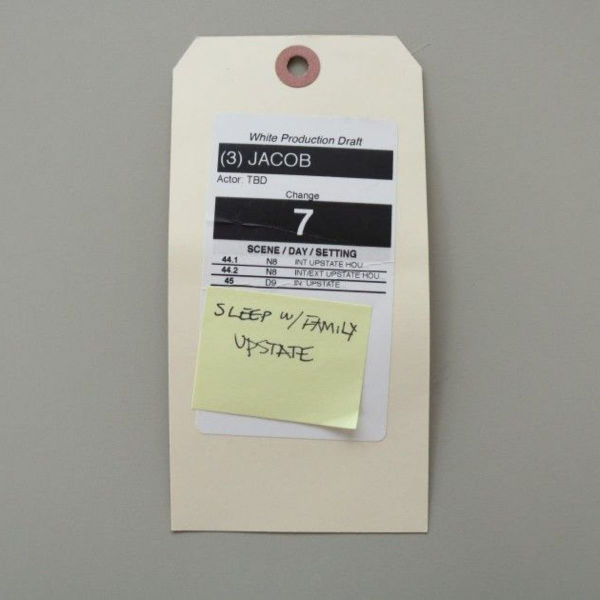 White Production Draft
(3) JACOB
Actor: TBD
Change
7
SCENE / DAY / SETTING
44.1 N8 INT UPSTATE HOU
44.2 N8 INT/EXT UPSTATE HOU
45 D9 IN. UPSTATE
SLEEP W/ FAMILY
UPSTATE